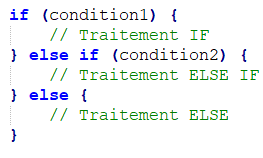 if (condition1) {
    // Traitement IF
} else if (condition2) {
    // Traitement ELSE IF
} else {
    // Traitement ELSE
}